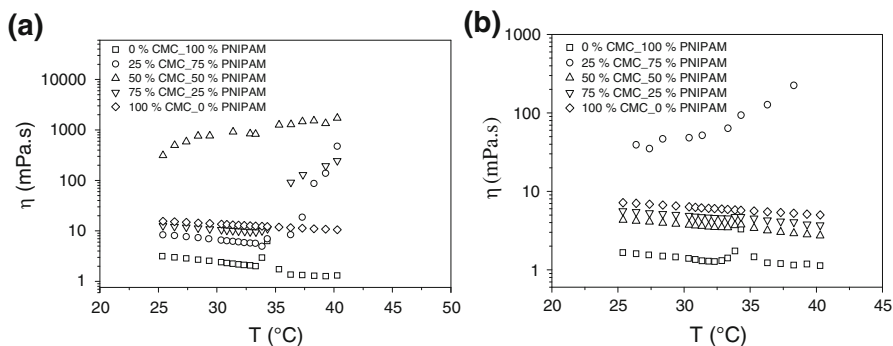 (a)
η (mPa.s)
10000
1000
100
10
1
0 % CMC_100 % PNIPAM
25 % CMC_75 % PNIPAM
50 % CMC_50 % PNIPAM
75 % CMC_25 % PNIPAM
100 % CMC_0 % PNIPAM
20 25 30 35 40 45 50
T (°C)
(b)
η (mPa.s)
1000
100
10
1
0 % CMC_100 % PNIPAM
25 % CMC_75 % PNIPAM
50 % CMC_50 % PNIPAM
75 % CMC_25 % PNIPAM
100 % CMC_0 % PNIPAM
20 25 30 35 40 45
T (°C)